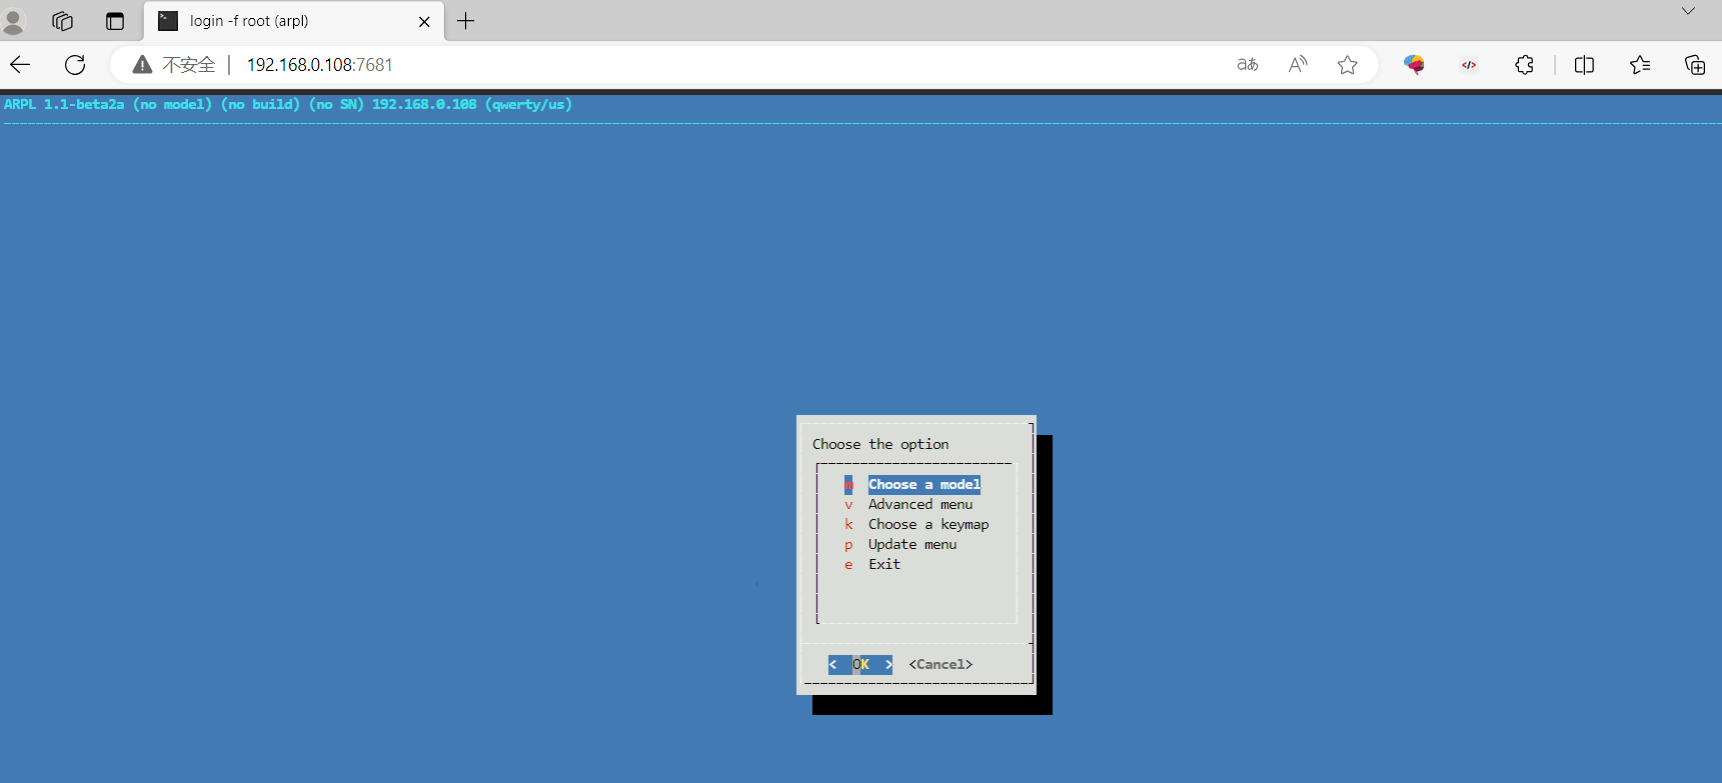 login -f root (arpl)
不安全 192.168.0.108:7681
aあ
ARPL 1.1-beta2a (no model) (no build) (no SN) 192.168.0.108 (qwerty/us)
Choose the option
m Choose a model
v Advanced menu
k Choose a keymap
p Update menu
e Exit
< OK > <Cancel>